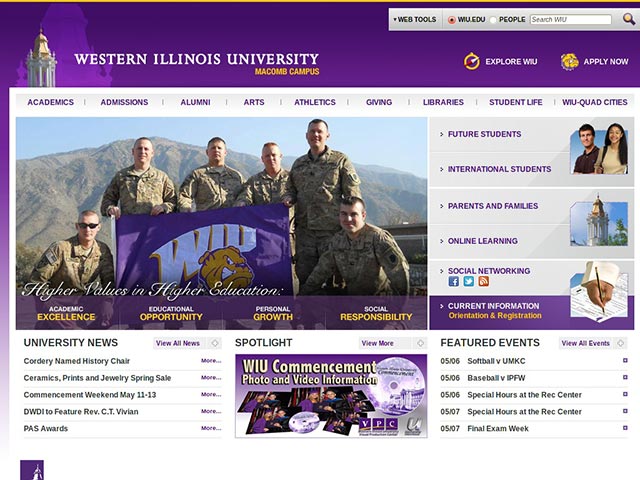 WEB TOOLS
WIU.EDU
PEOPLE
Search WIU
WESTERN ILLINOIS UNIVERSITY
MACOMB CAMPUS
EXPLORE WIU
APPLY NOW
ACADEMICS | ADMISSIONS | ALUMNI | ARTS | ATHLETICS | GIVING | LIBRARIES | STUDENT LIFE | WIU-QUAD CITIES
WIU
Higher Values in Higher Education:
ACADEMIC
EXCELLENCE
EDUCATIONAL
OPPORTUNITY
PERSONAL
GROWTH
SOCIAL
RESPONSIBILITY
FUTURE STUDENTS
INTERNATIONAL STUDENTS
PARENTS AND FAMILIES
ONLINE LEARNING
SOCIAL NETWORKING
CURRENT INFORMATION
Orientation & Registration
UNIVERSITY NEWS
View All News
Cordery Named History Chair More...
Ceramics, Prints and Jewelry Spring Sale More...
Commencement Weekend May 11-13 More...
DWDI to Feature Rev. C.T. Vivian More...
PAS Awards More...
SPOTLIGHT
View More
WIU Commencement
Photo and Video Information
Commencement
VPC
FEATURED EVENTS
View All Events
05/06 Softball v UMKC
05/06 Baseball v IPFW
05/06 Special Hours at the Rec Center
05/07 Special Hours at the Rec Center
05/07 Final Exam Week